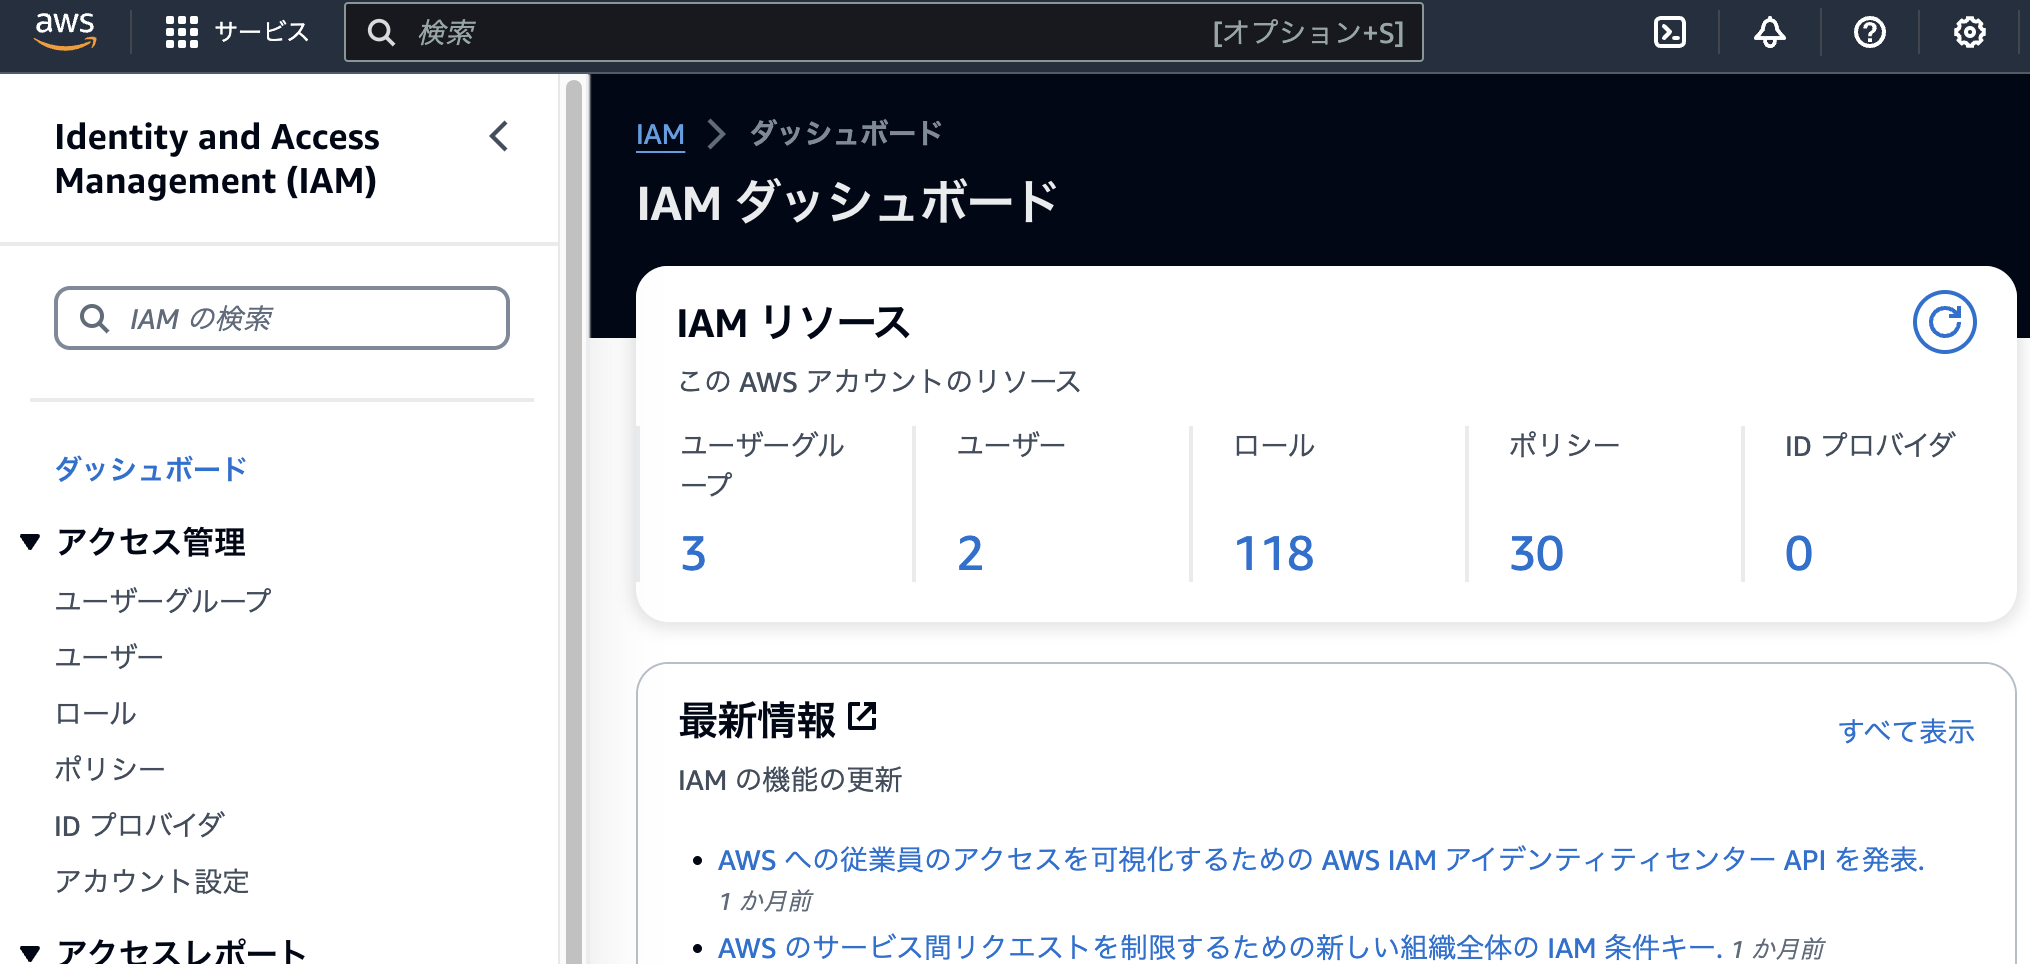 aws
サービス
検索
[オプション+S]
Identity and Access
Management (IAM)
IAM の検索
ダッシュボード
アクセス管理
ユーザーグループ
ユーザー
ロール
ポリシー
ID プロバイダ
アカウント設定
アクセスレポート
IAM ダッシュボード
IAM ダッシュボード
IAM リソース
この AWS アカウントのリソース
ユーザーグル
ープ
3
ユーザー
2
ロール
118
ポリシー
30
ID プロバイダ
0
最新情報
すべて表示
IAM の機能の更新
AWS への従業員のアクセスを可視化するための AWS IAM アイデンティティセンター API を発表.
1 か月前
AWS のサービス間リクエストを制限するための新しい組織全体の IAM 条件キー. 1 か月前